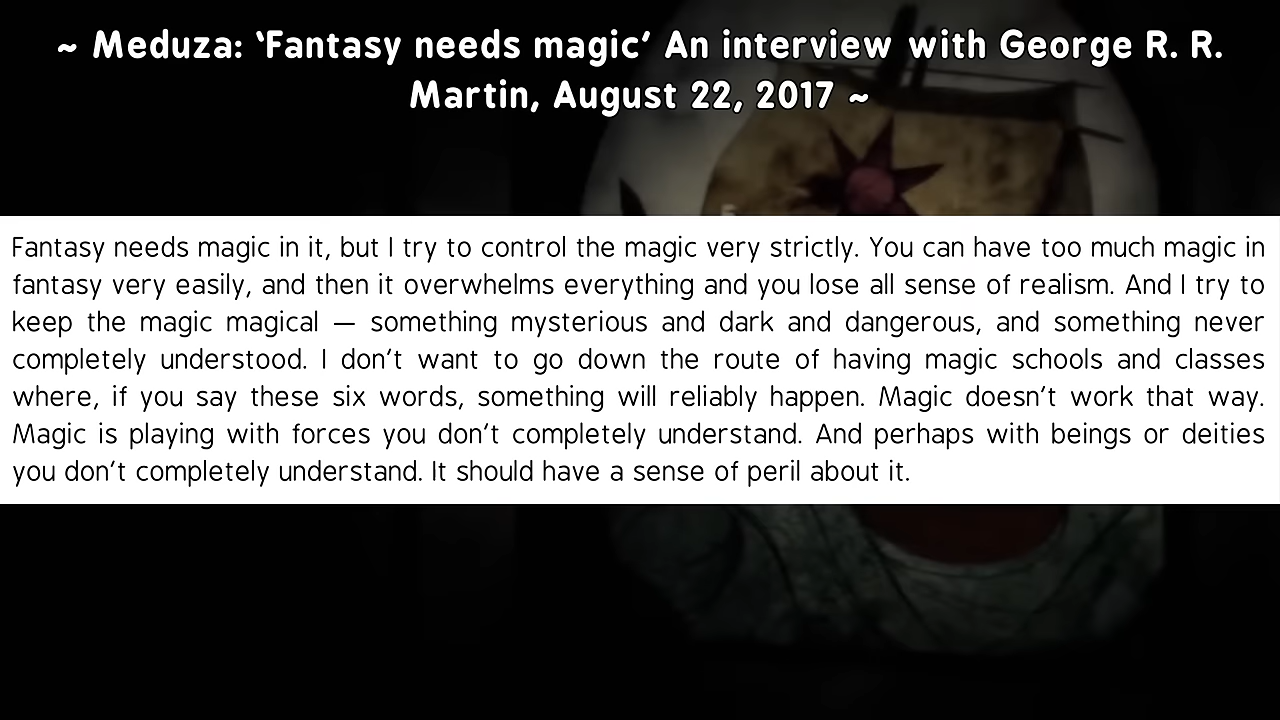 ~ Meduza: ‘Fantasy needs magic’ An interview with George R. R.
Martin, August 22, 2017 ~
Fantasy needs magic in it, but I try to control the magic very strictly. You can have too much magic in
fantasy very easily, and then it overwhelms everything and you lose all sense of realism. And I try to
keep the magic magical — something mysterious and dark and dangerous, and something never
completely understood. I don’t want to go down the route of having magic schools and classes
where, if you say these six words, something will reliably happen. Magic doesn’t work that way.
Magic is playing with forces you don’t completely understand. And perhaps with beings or deities
you don’t completely understand. It should have a sense of peril about it.